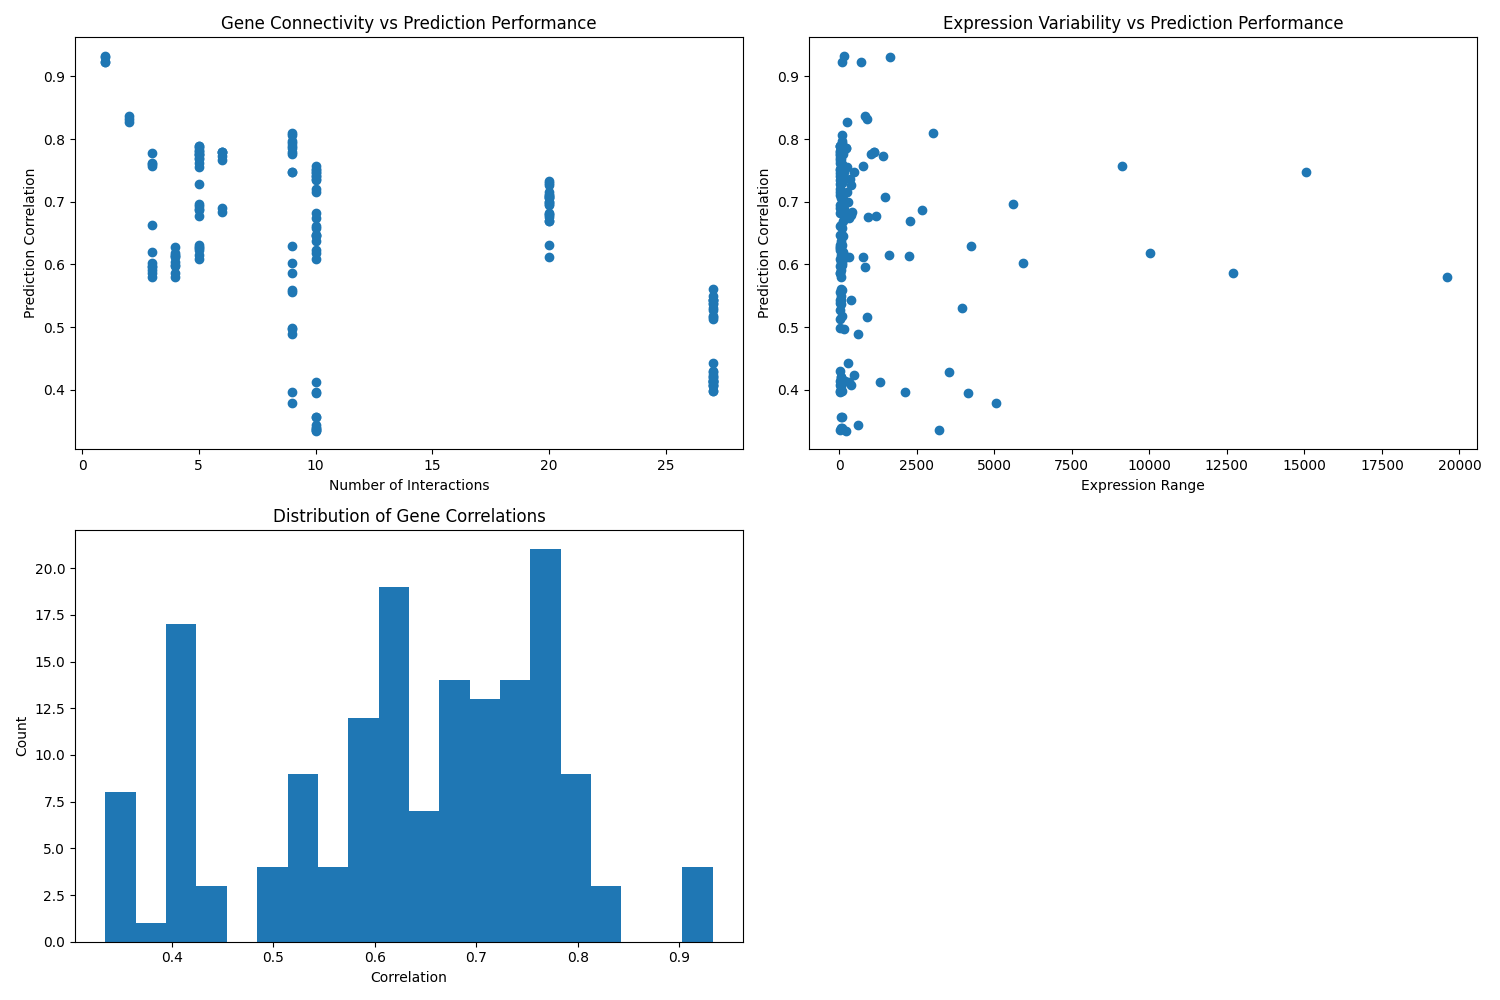 Gene Connectivity vs Prediction Performance
0.9
0.8
0.7
0.6
0.5
0.4
Prediction Correlation
0 5 10 15 20 25
Number of Interactions
Expression Variability vs Prediction Performance
0.9
0.8
0.7
0.6
0.5
0.4
Prediction Correlation
0 2500 5000 7500 10000 12500 15000 17500 20000
Expression Range
Distribution of Gene Correlations
20.0
17.5
15.0
12.5
10.0
7.5
5.0
2.5
0.0
Count
0.4 0.5 0.6 0.7 0.8 0.9
Correlation